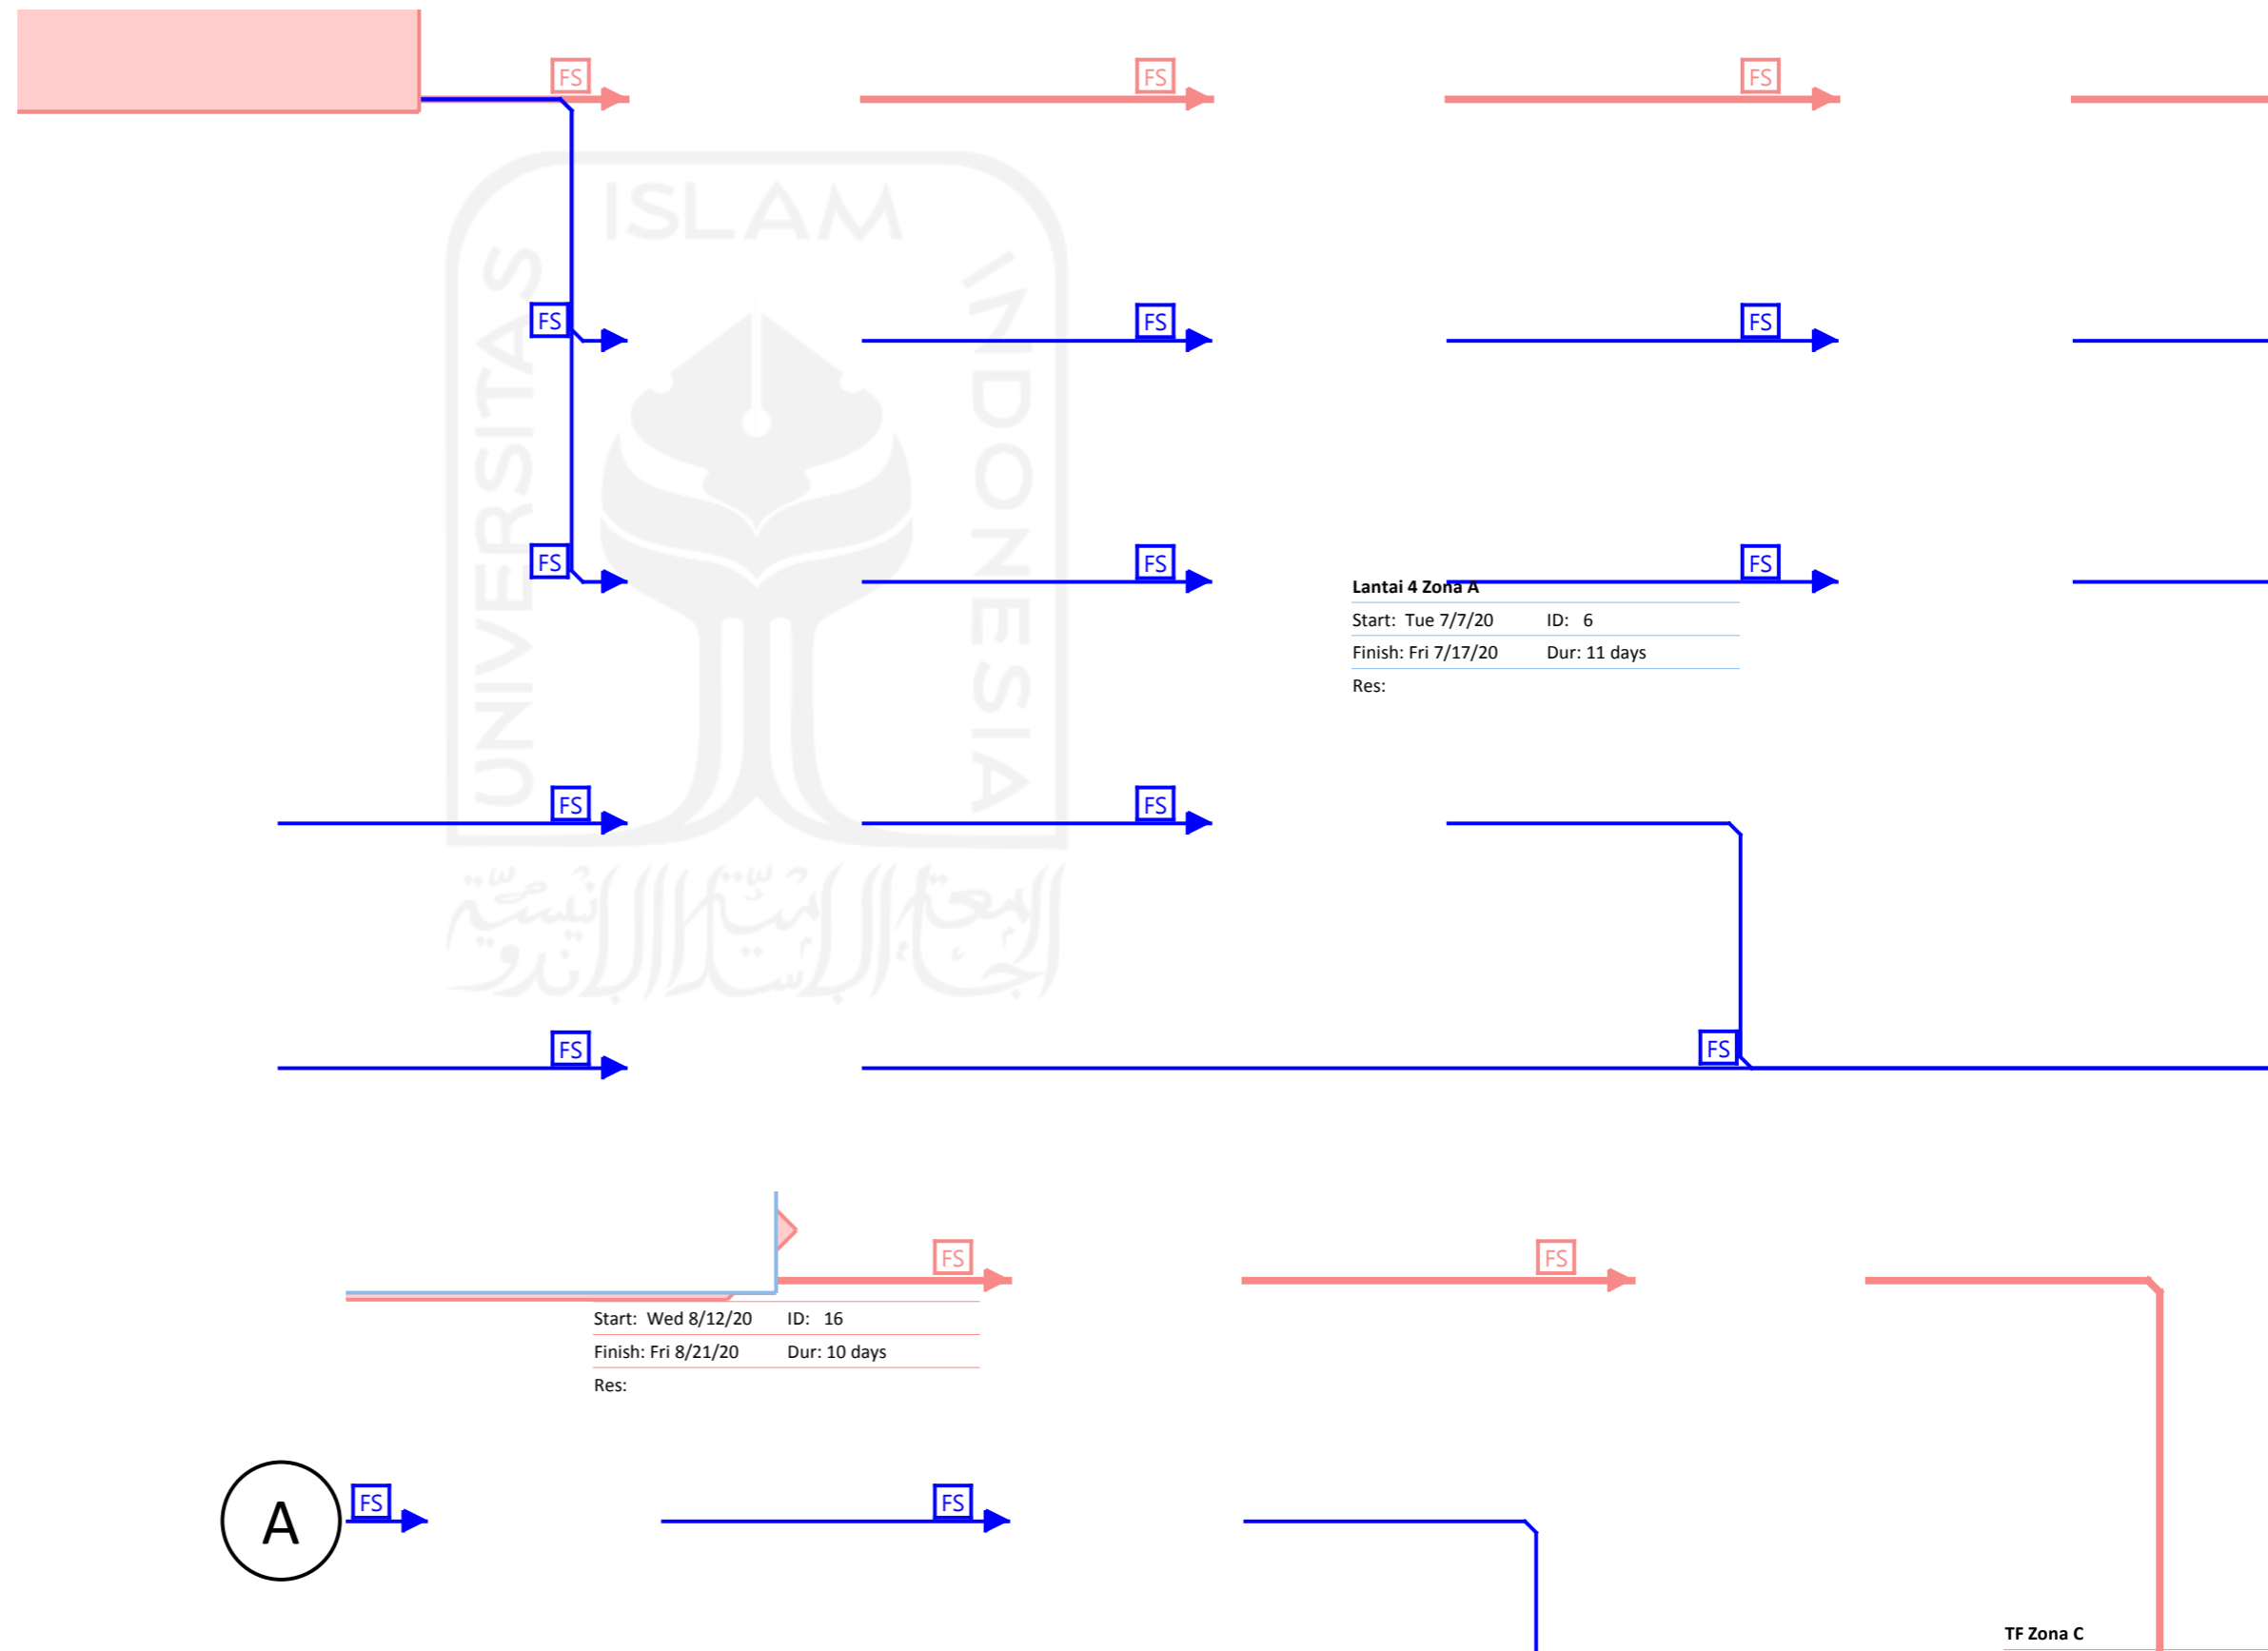 FS FS FS
ISLAM
UNIVERSITAS
INDONESIA
FS FS FS
FS FS FS
Lantai 4 Zona A
Start: Tue 7/7/20 ID: 6
Finish: Fri 7/17/20 Dur: 11 days
Res:
FS FS
FS FS
FS FS
Start: Wed 8/12/20 ID: 16
Finish: Fri 8/21/20 Dur: 10 days
Res:
A FS FS
TF Zona C